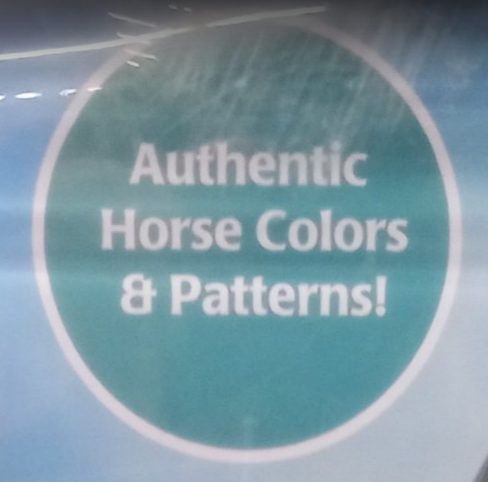 Authentic
Horse Colors
& Patterns!